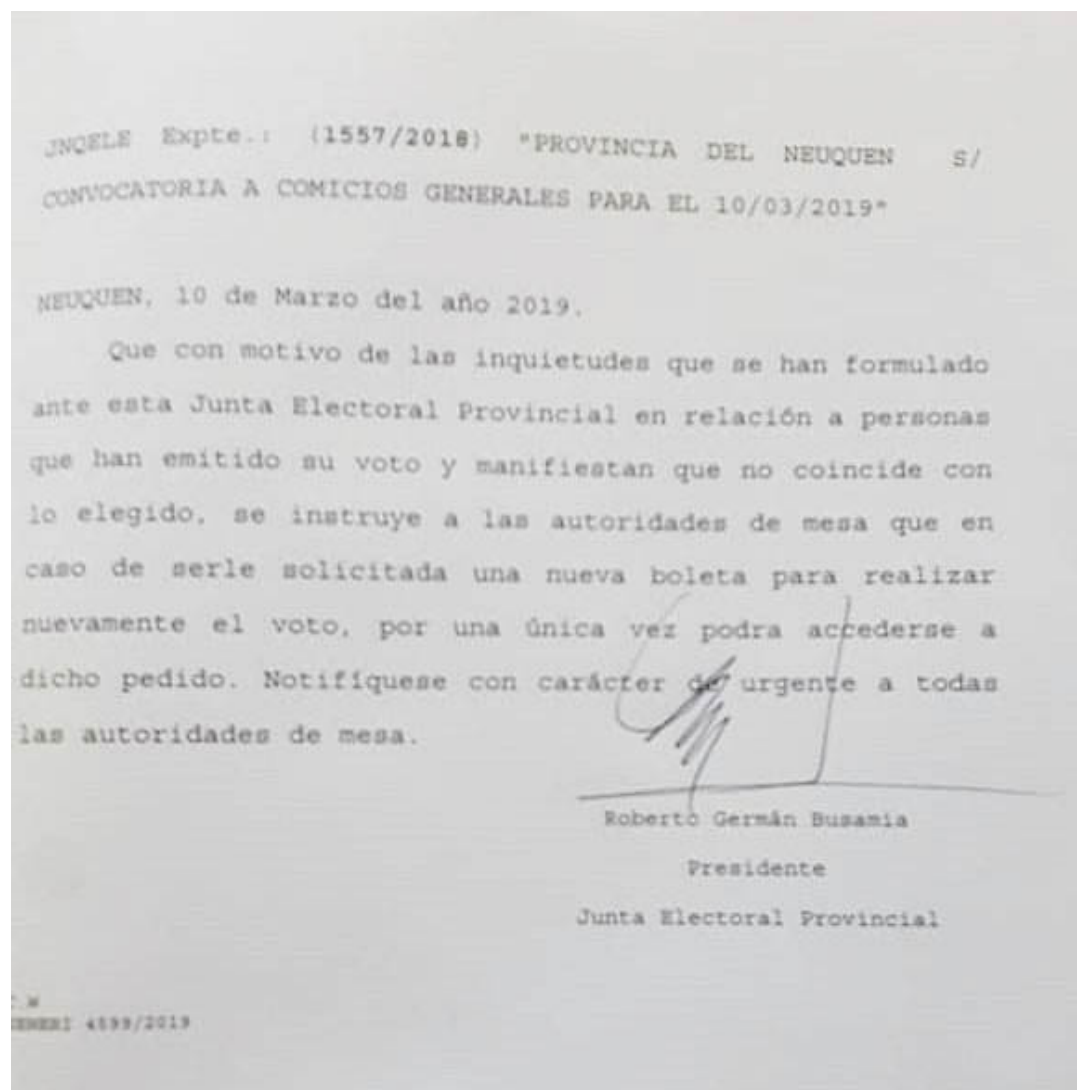 JNQELE Expte.: (1557/2018) "PROVINCIA DEL NEUQUEN S/
CONVOCATORIA A COMICIOS GENERALES PARA EL 10/03/2019"
NEUQUEN, 10 de Marzo del año 2019.
Que con motivo de las inquietudes que se han formulado
ante esta Junta Electoral Provincial en relación a personas
que han emitido su voto y manifiestan que no coincide con
lo elegido, se instruye a las autoridades de mesa que en
caso de serle solicitada una nueva boleta para realizar
nuevamente el voto, por una única vez podra accederse a
dicho pedido. Notifíquese con carácter de urgente a todas
las autoridades de mesa.
Roberto Germán Busamia
Presidente
Junta Electoral Provincial
4599/2019